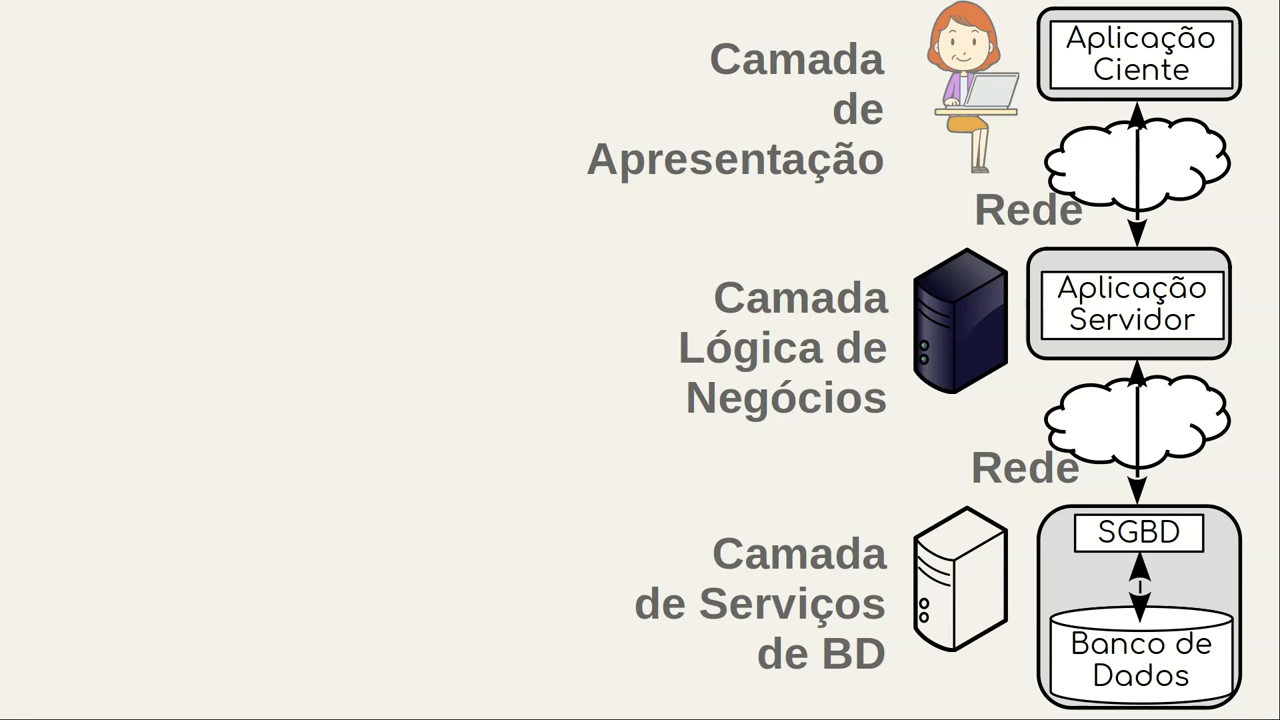 Camada
de
Apresentação
Aplicação
Ciente
Rede
Camada
Lógica de
Negócios
Aplicação
Servidor
Rede
Camada
de Serviços
de BD
SGBD
Banco de
Dados